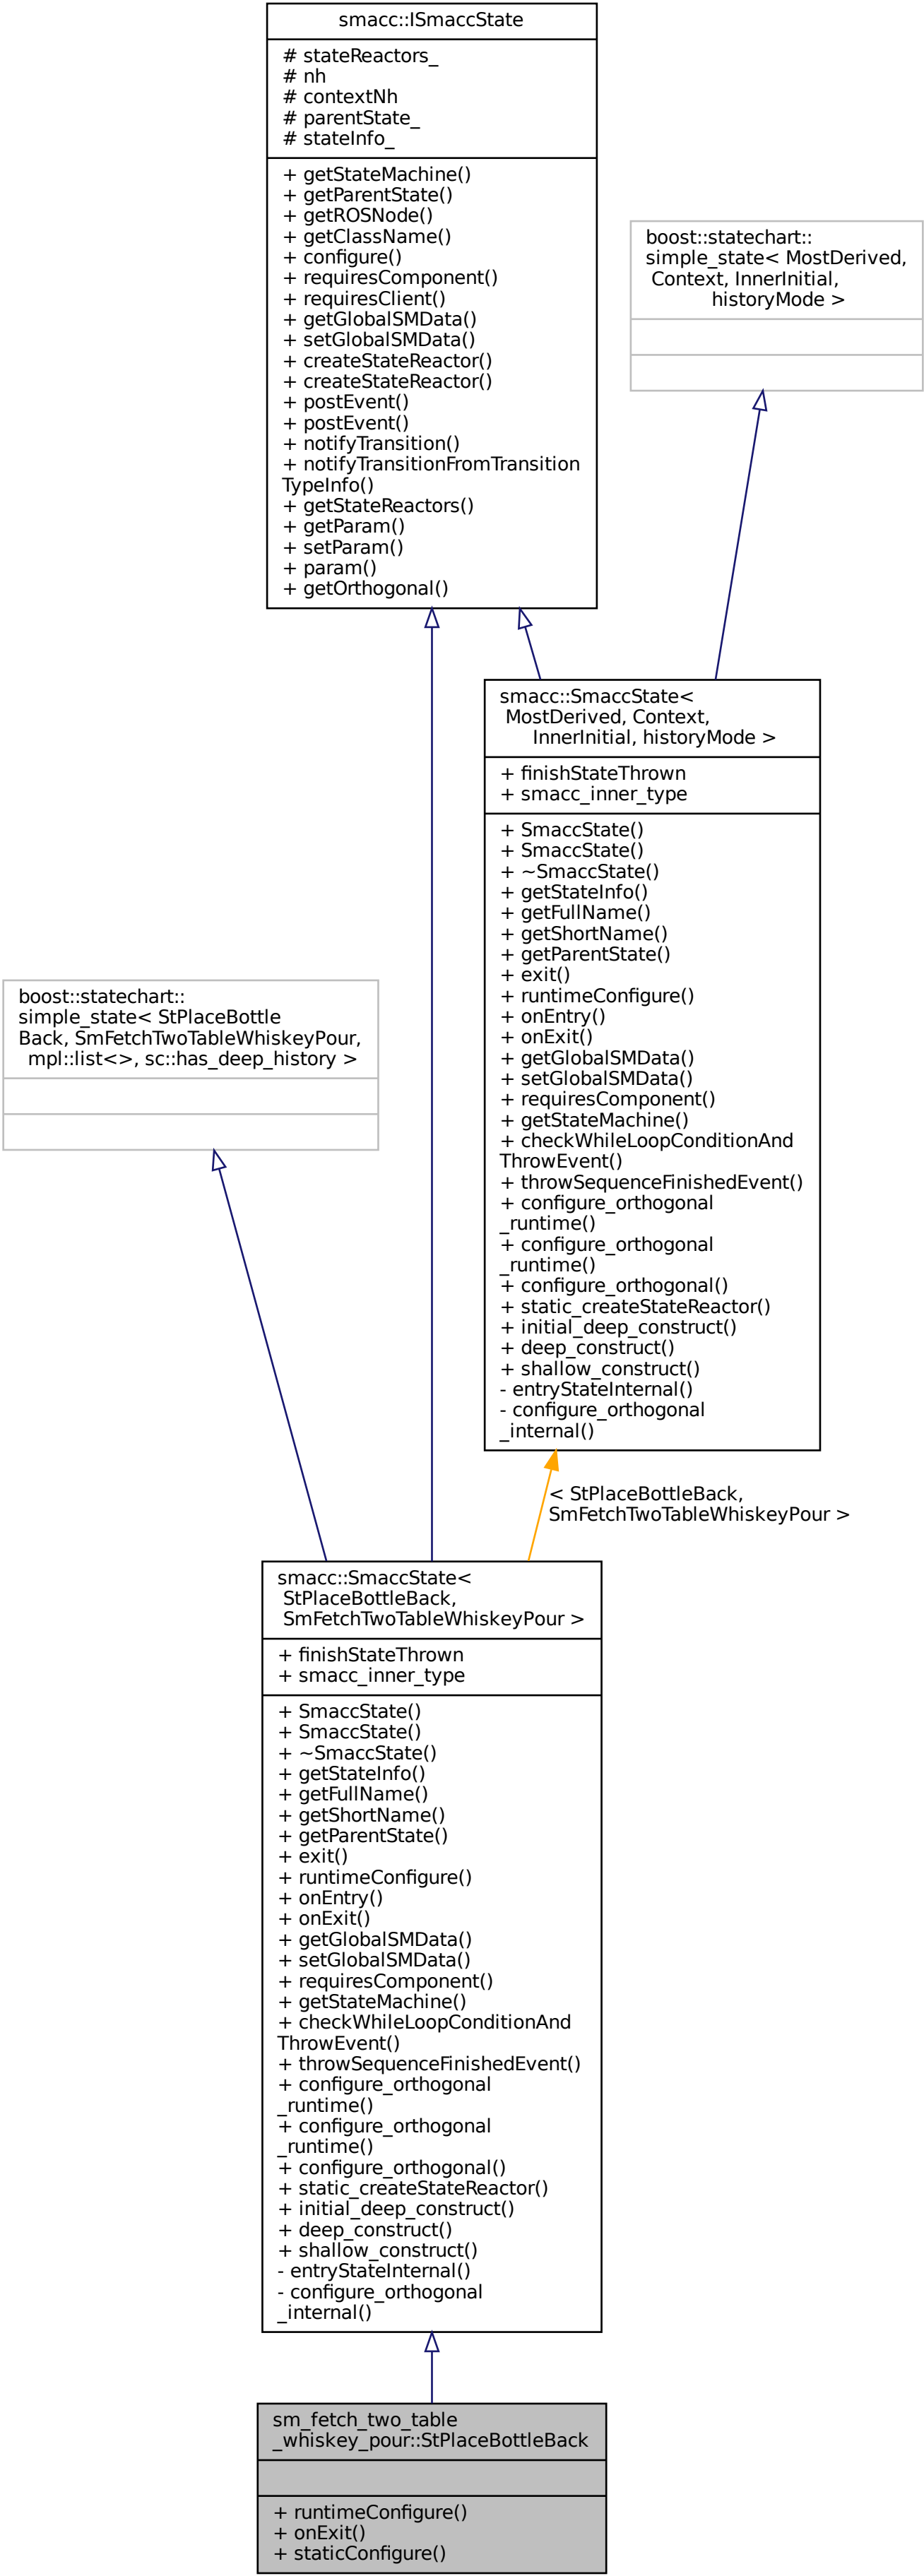 smacc::ISmaccState
# stateReactors_
# nh
# contextNh
# parentState_
# stateInfo_
+ getStateMachine()
+ getParentState()
+ getROSNode()
+ getClassName()
+ configure()
+ requiresComponent()
+ requiresClient()
+ getGlobalSMData()
+ setGlobalSMData()
+ createStateReactor()
+ createStateReactor()
+ postEvent()
+ postEvent()
+ notifyTransition()
+ notifyTransitionFromTransition
TypeInfo()
+ getStateReactors()
+ getParam()
+ setParam()
+ param()
+ getOrthogonal()
boost::statechart::
simple_state< MostDerived,
Context, InnerInitial,
historyMode >
smacc::SmaccState<
MostDerived, Context,
InnerInitial, historyMode >
+ finishStateThrown
+ smacc_inner_type
+ SmaccState()
+ SmaccState()
+ ~SmaccState()
+ getStateInfo()
+ getFullName()
+ getShortName()
+ getParentState()
+ exit()
+ runtimeConfigure()
+ onEntry()
+ onExit()
+ getGlobalSMData()
+ setGlobalSMData()
+ requiresComponent()
+ getStateMachine()
+ checkWhileLoopConditionAnd
ThrowEvent()
+ throwSequenceFinishedEvent()
+ configure_orthogonal
_runtime()
+ configure_orthogonal
_runtime()
+ configure_orthogonal()
+ static_createStateReactor()
+ initial_deep_construct()
+ deep_construct()
+ shallow_construct()
- entryStateInternal()
- configure_orthogonal
_internal()
boost::statechart::
simple_state< StPlaceBottle
Back, SmFetchTwoTableWhiskeyPour,
mpl::list<>, sc::has_deep_history >
< StPlaceBottleBack,
SmFetchTwoTableWhiskeyPour >
smacc::SmaccState<
StPlaceBottleBack,
SmFetchTwoTableWhiskeyPour >
+ finishStateThrown
+ smacc_inner_type
+ SmaccState()
+ SmaccState()
+ ~SmaccState()
+ getStateInfo()
+ getFullName()
+ getShortName()
+ getParentState()
+ exit()
+ runtimeConfigure()
+ onEntry()
+ onExit()
+ getGlobalSMData()
+ setGlobalSMData()
+ requiresComponent()
+ getStateMachine()
+ checkWhileLoopConditionAnd
ThrowEvent()
+ throwSequenceFinishedEvent()
+ configure_orthogonal
_runtime()
+ configure_orthogonal
_runtime()
+ configure_orthogonal()
+ static_createStateReactor()
+ initial_deep_construct()
+ deep_construct()
+ shallow_construct()
- entryStateInternal()
- configure_orthogonal
_internal()
sm_fetch_two_table
_whiskey_pour::StPlaceBottleBack
+ runtimeConfigure()
+ onExit()
+ staticConfigure()